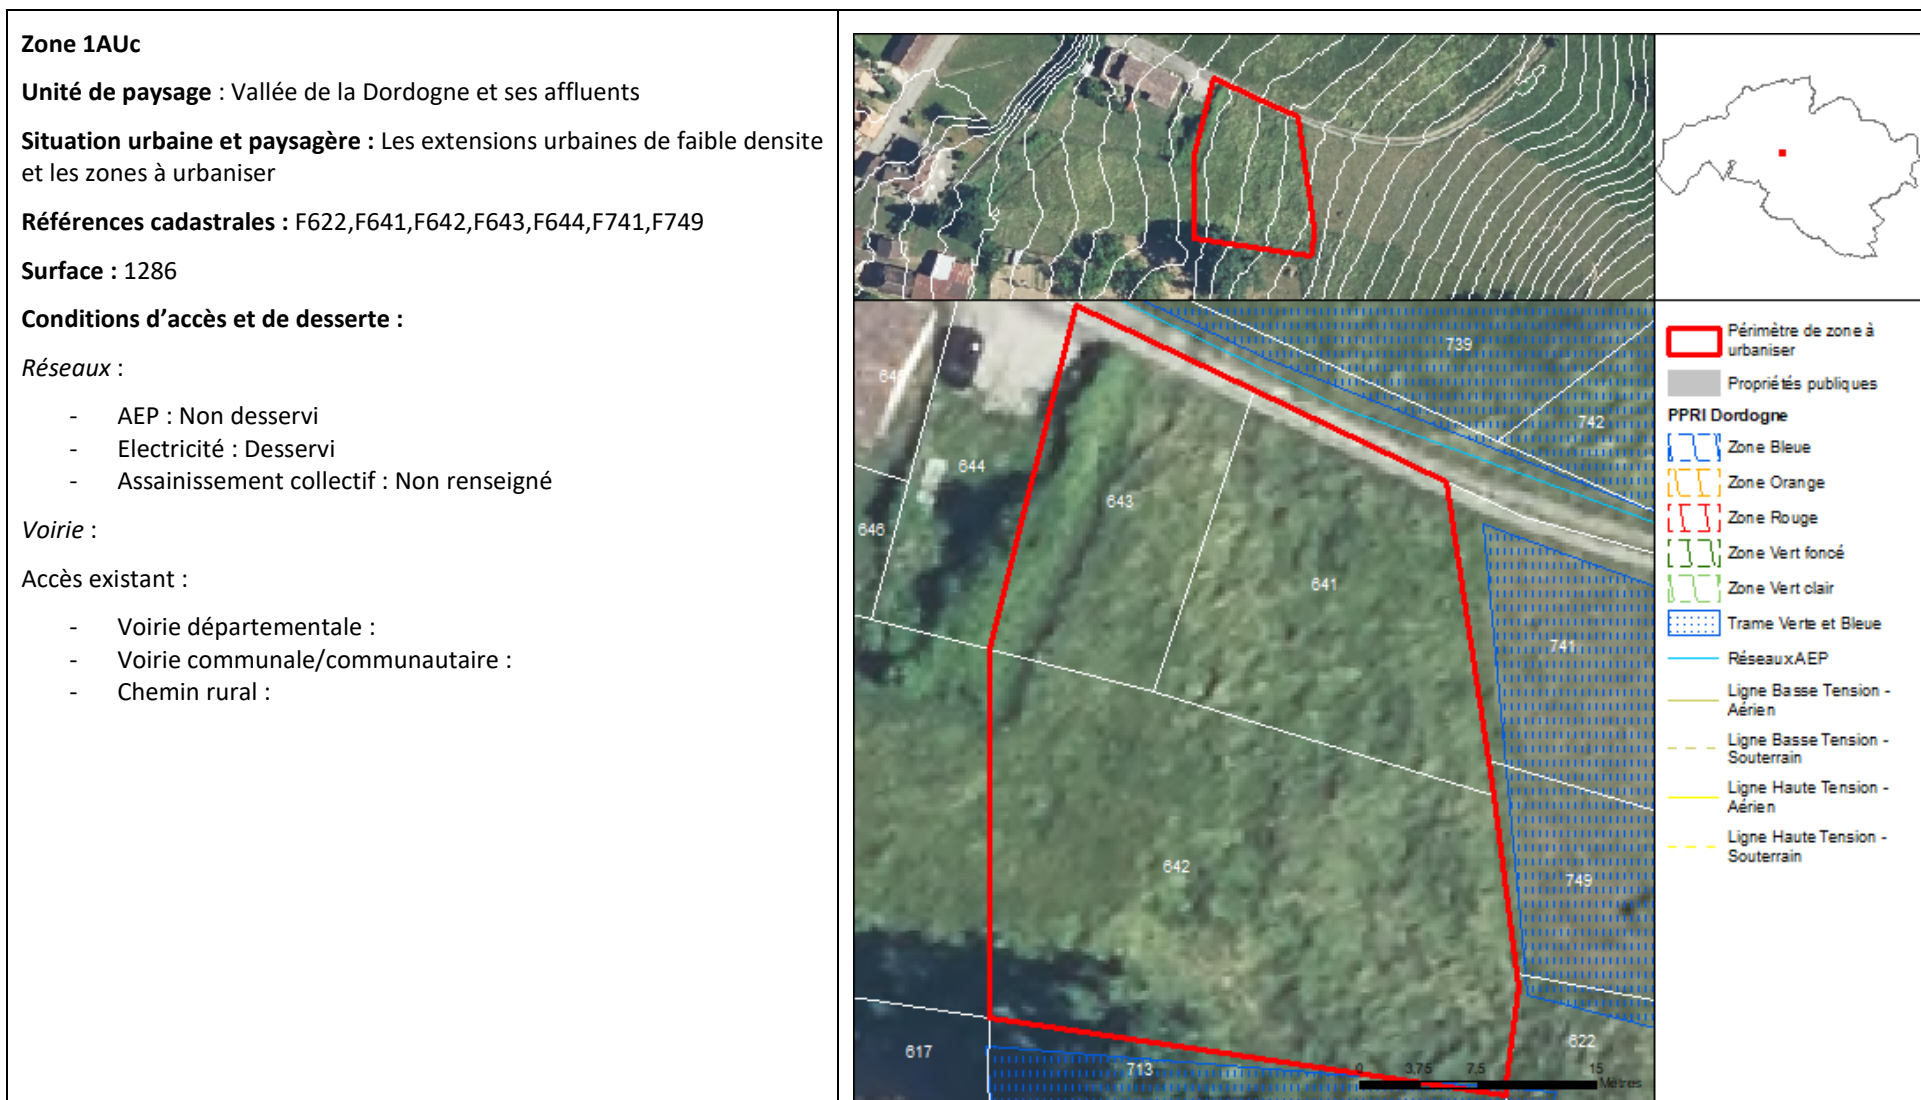 Zone 1AUc
Unité de paysage : Vallée de la Dordogne et ses affluents
Situation urbaine et paysagère : Les extensions urbaines de faible densite
et les zones à urbaniser
Références cadastrales : F622,F641,F642,F643,F644,F741,F749
Surface : 1286
Conditions d'accès et de desserte :
Réseaux :
- AEP : Non desservi
- Electricité : Desservi
- Assainissement collectif : Non renseigné
Voirie :
Accès existant :
- Voirie départementale :
- Voirie communale/communautaire :
- Chemin rural :
739
742
644
643
646
641
741
642
749
617
713
622
0 3,75 7,5 15
Mètres
Périmètre de zone à
urbaniser
Propriétés publiques
PPRI Dordogne
Zone Bleue
Zone Orange
Zone Rouge
Zone Vert foncé
Zone Vert clair
Trame Verte et Bleue
Réseaux AEP
Ligne Basse Tension -
Aérien
Ligne Basse Tension -
Souterrain
Ligne Haute Tension -
Aérien
Ligne Haute Tension -
Souterrain